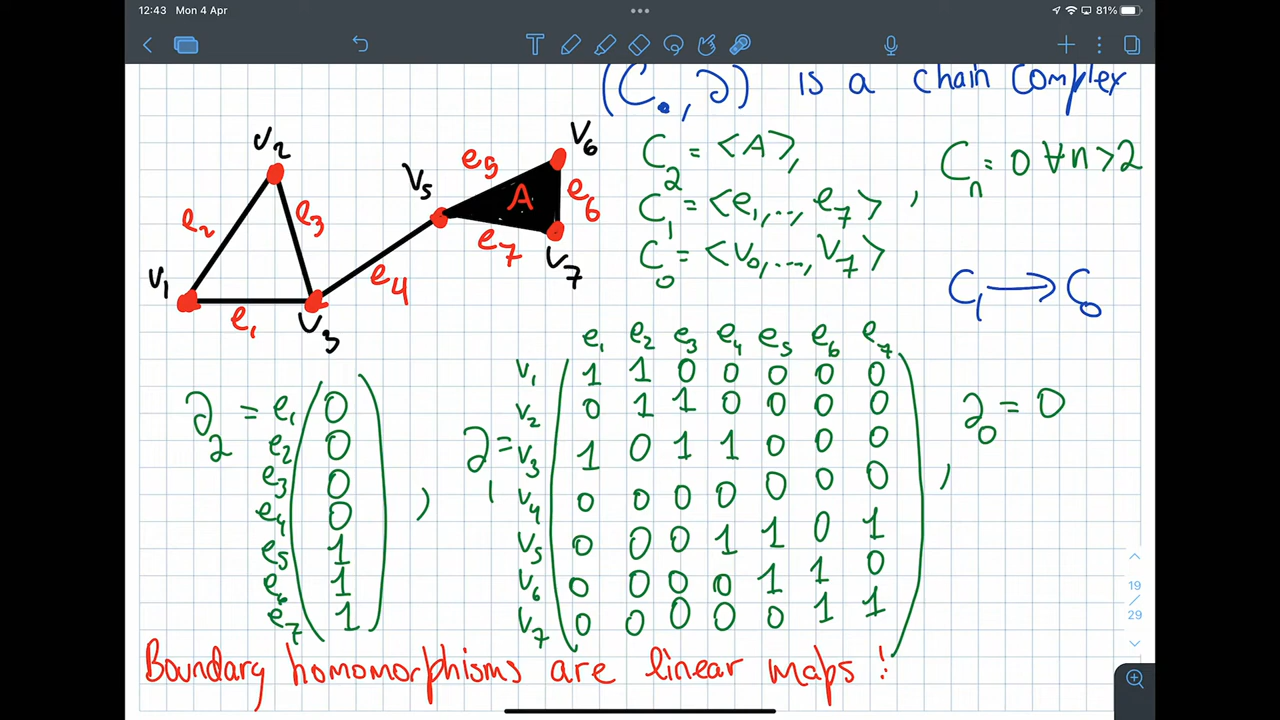 12:43 Mon 4 Apr
81%
T
(C•, ∂) is a chain complex
V2
V6
e5
C2 = <A>,
Cn = 0 ∀n>2
V5
A
e6
e2
e3
C1 = <e1,..., e7>,
e7
C0 = <V0,..., V7>
V7
V1
e4
C1 → C0
e1
V3
e1 e2 e3 e4 e5 e6 e7
V1 1 1 0 0 0 0 0
V2 0 1 1 0 0 0 0
∂1 = V3 1 0 1 1 0 0 0
V4 0 0 0 0 0 0 0
V5 0 0 0 1 1 0 1
V6 0 0 0 0 1 1 0
V7 0 0 0 0 0 1 1
∂2 = e1 0
e2 0
e3 0
e4 0
e5 1
e6 1
e7 1
,
, ∂0 = 0
19
/
29
Boundary homomorphisms are linear maps !